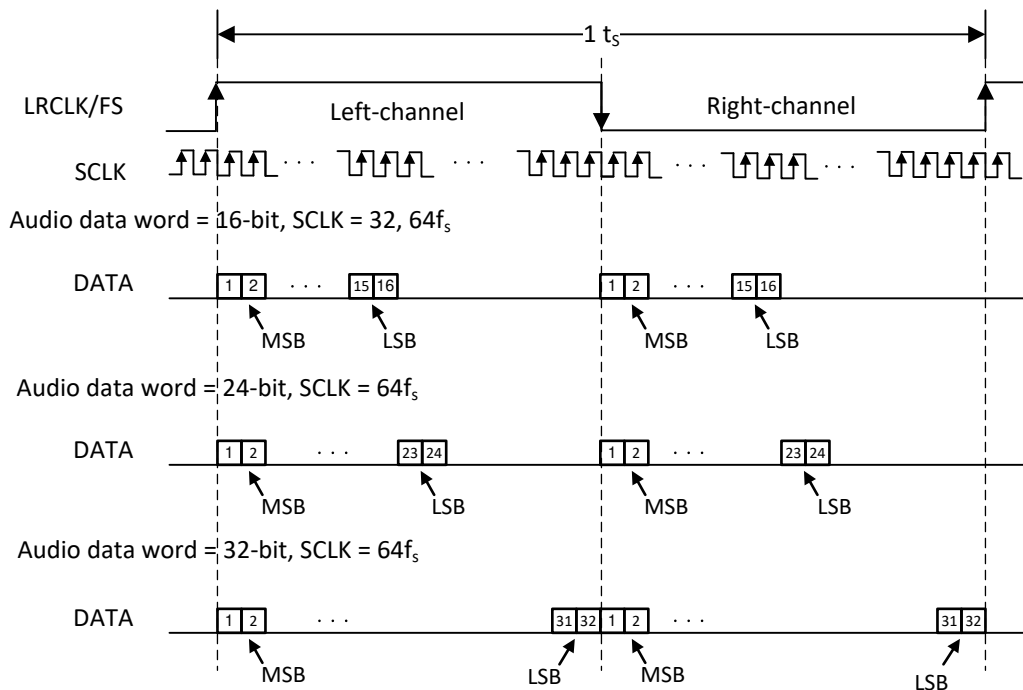 1 tS
LRCLK/FS
Left-channel
Right-channel
SCLK
. . .
. . .
. . .
. . .
Audio data word = 16-bit, SCLK = 32, 64fs
DATA
1 2 . . . 15 16 1 2 . . . 15 16
MSB LSB MSB LSB
Audio data word = 24-bit, SCLK = 64fs
DATA
1 2 . . . 23 24 1 2 . . . 23 24
MSB LSB MSB LSB
Audio data word = 32-bit, SCLK = 64fs
DATA
1 2 . . . 31 32 1 2 . . . 31 32
MSB LSB MSB LSB